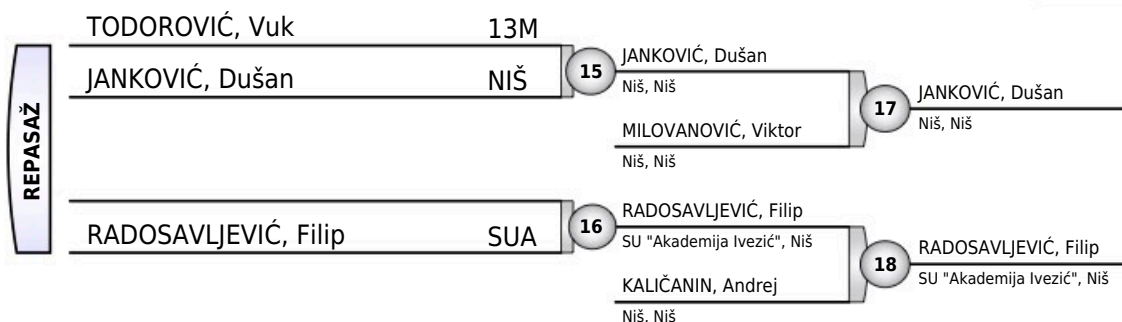 REPASAŽ
TODOROVIĆ, Vuk 13M
JANKOVIĆ, Dušan NIŠ
15
JANKOVIĆ, Dušan
Niš, Niš
MILOVANOVIĆ, Viktor
Niš, Niš
17
JANKOVIĆ, Dušan
Niš, Niš
RADOSAVLJEVIĆ, Filip SUA
16
RADOSAVLJEVIĆ, Filip
SU "Akademija Ivezić", Niš
KALIČANIN, Andrej
Niš, Niš
18
RADOSAVLJEVIĆ, Filip
SU "Akademija Ivezić", Niš